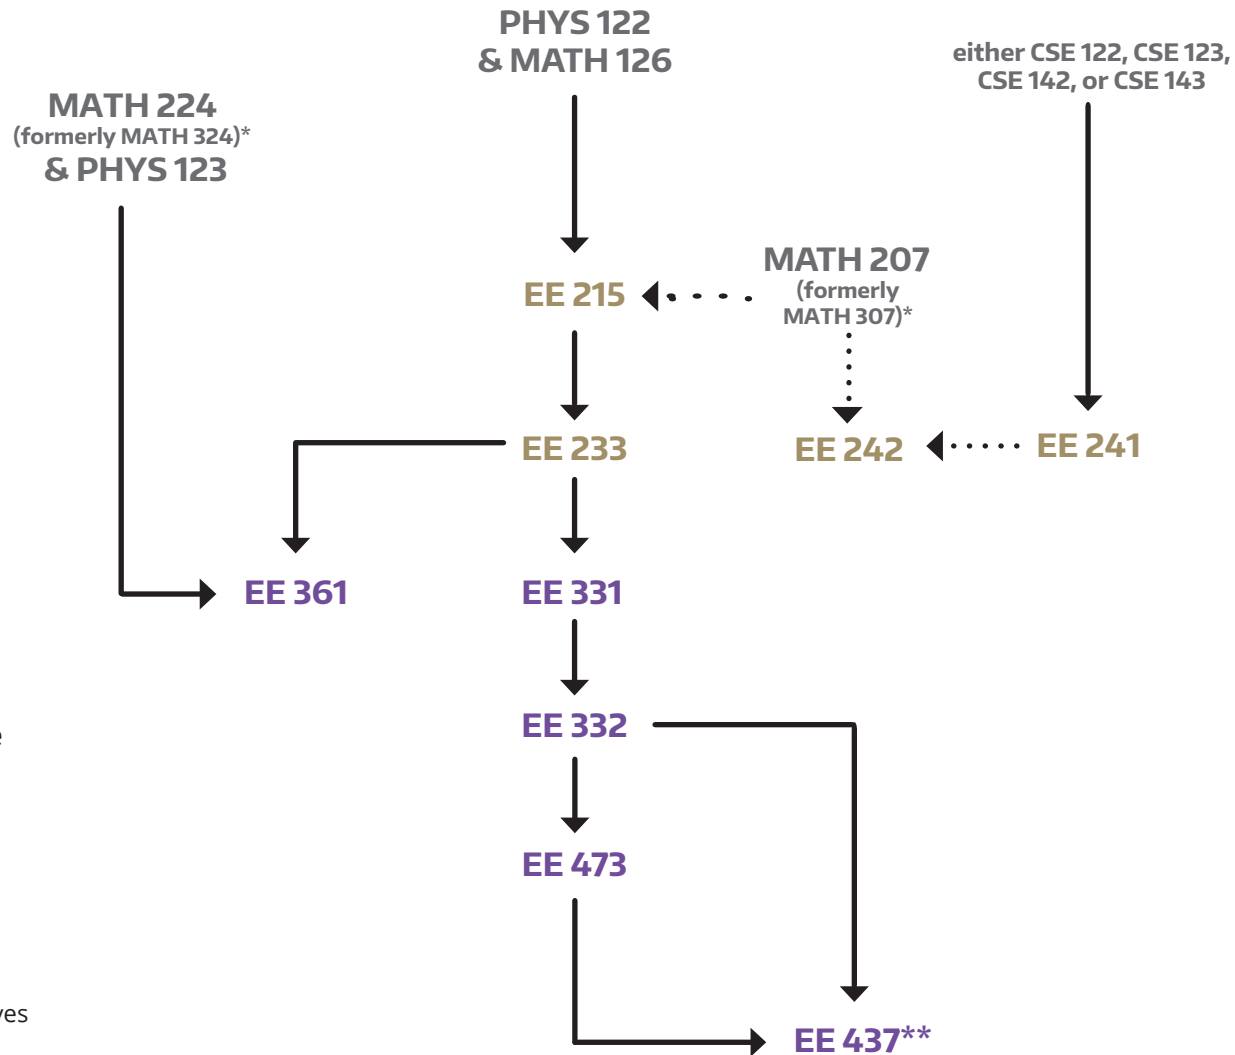 PHYS 122
& MATH 126
either CSE 122, CSE 123,
CSE 142, or CSE 143
MATH 224
(formerly MATH 324)*
& PHYS 123
MATH 207
(formerly
MATH 307)*
EE 215
EE 233
EE 242
EE 241
EE 361
EE 331
EE 332
EE 473
EE 437**